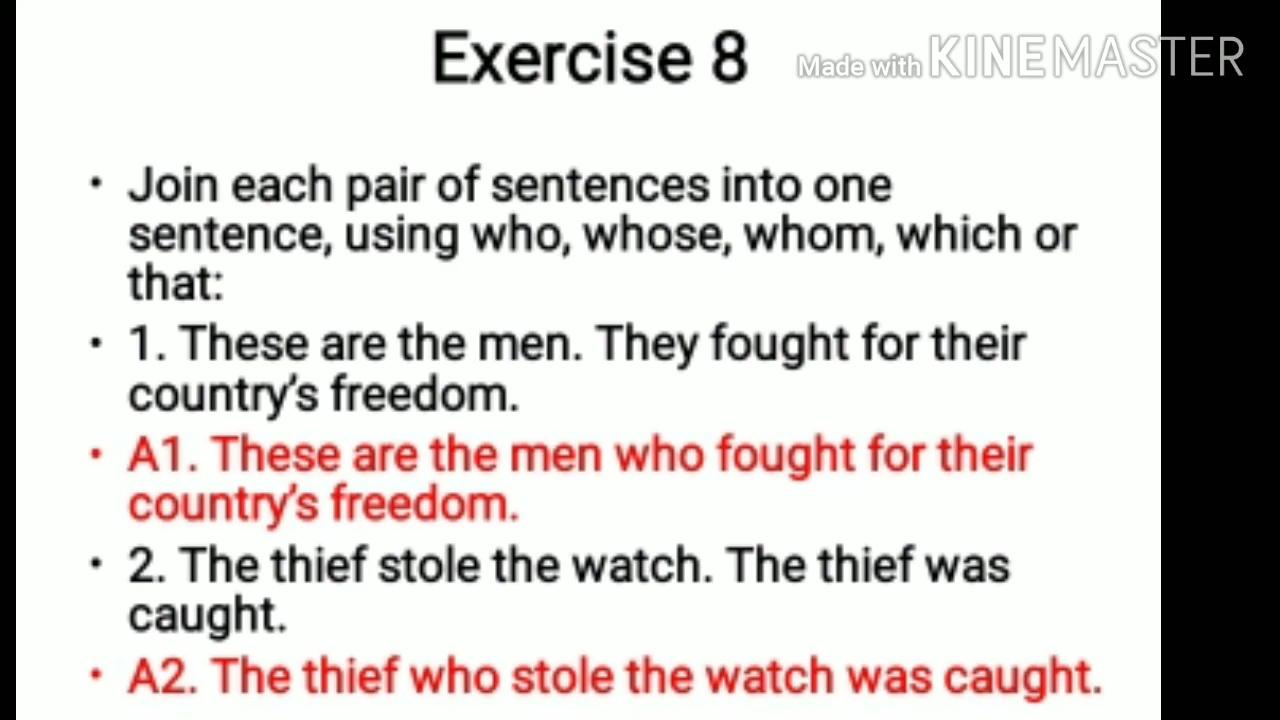 Exercise 8
Made with KINEMASTER
• Join each pair of sentences into one
sentence, using who, whose, whom, which or
that:
• 1. These are the men. They fought for their
country’s freedom.
• A1. These are the men who fought for their
country’s freedom.
• 2. The thief stole the watch. The thief was
caught.
• A2. The thief who stole the watch was caught.